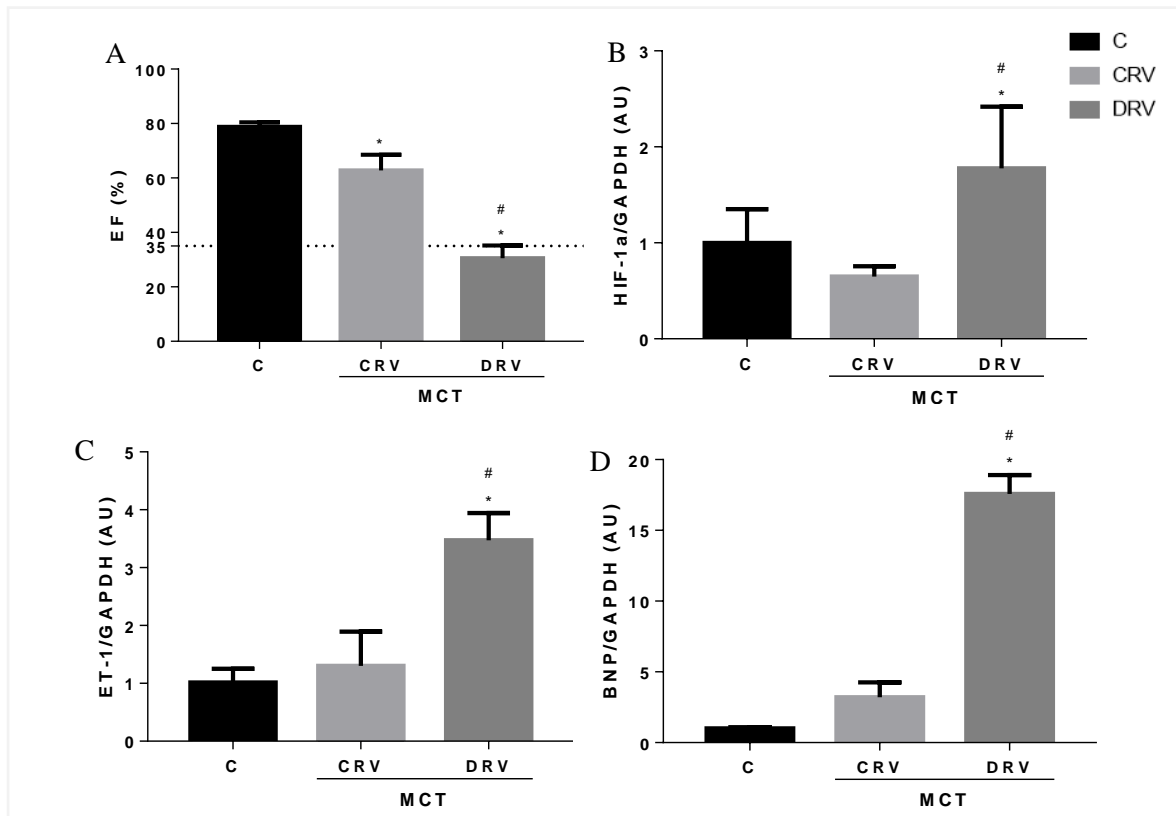 A
EF (%)
100
80
60
40
35
20
0
*
#
*
C
CRV
DRV
MCT
B
HIF-1a/GAPDH (AU)
3
2
1
0
#
*
C
CRV
DRV
MCT
C
CRV
DRV
C
ET-1/GAPDH (AU)
5
4
3
2
1
0
#
*
C
CRV
DRV
MCT
D
BNP/GAPDH (AU)
20
15
10
5
0
#
*
C
CRV
DRV
MCT